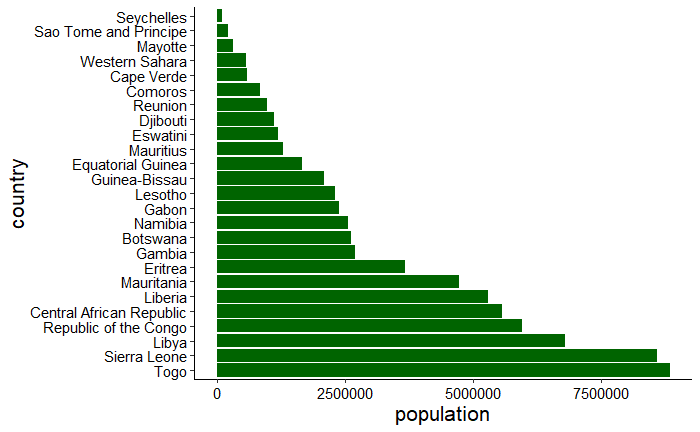 Seychelles
Sao Tome and Principe
Mayotte
Western Sahara
Cape Verde
Comoros
Reunion
Djibouti
Eswatini
Mauritius
Equatorial Guinea
Guinea-Bissau
Lesotho
Gabon
Namibia
Botswana
Gambia
Eritrea
Mauritania
Liberia
Central African Republic
Republic of the Congo
Libya
Sierra Leone
Togo
country
0 2500000 5000000 7500000
population